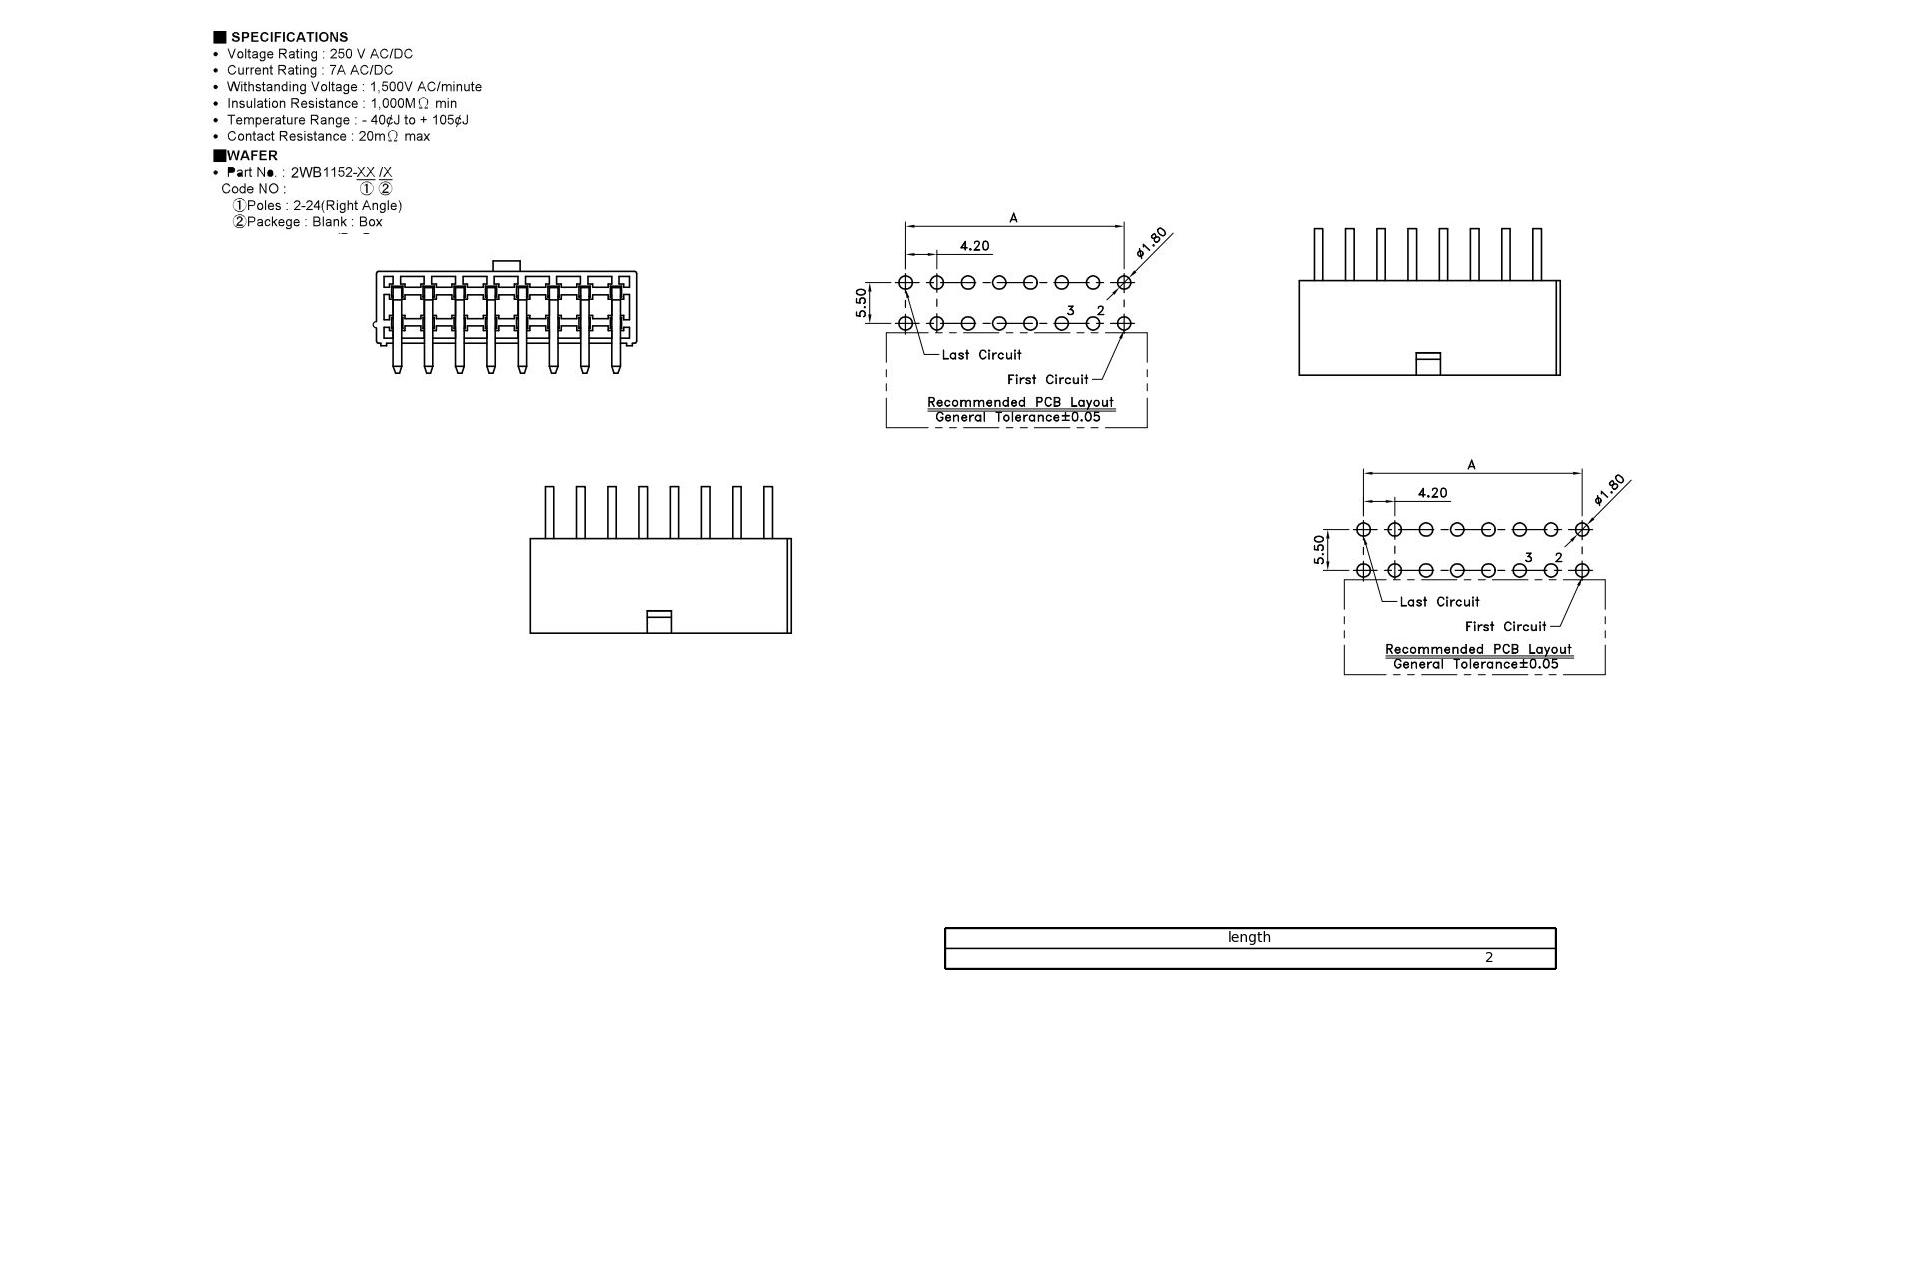 ■ SPECIFICATIONS
• Voltage Rating : 250 V AC/DC
• Current Rating : 7A AC/DC
• Withstanding Voltage : 1,500V AC/minute
• Insulation Resistance : 1,000MΩ min
• Temperature Range : - 40¢J to + 105¢J
• Contact Resistance : 20mΩ max
■WAFER
• Part No. : 2WB1152-XX /X
Code NO : ① ②
①Poles : 2-24(Right Angle)
②Packege : Blank : Box
A
4.20
ø1.80
5.50
3 2
Last Circuit
First Circuit
Recommended PCB Layout
General Tolerance±0.05
A
4.20
ø1.80
5.50
3 2
Last Circuit
First Circuit
Recommended PCB Layout
General Tolerance±0.05
length
2